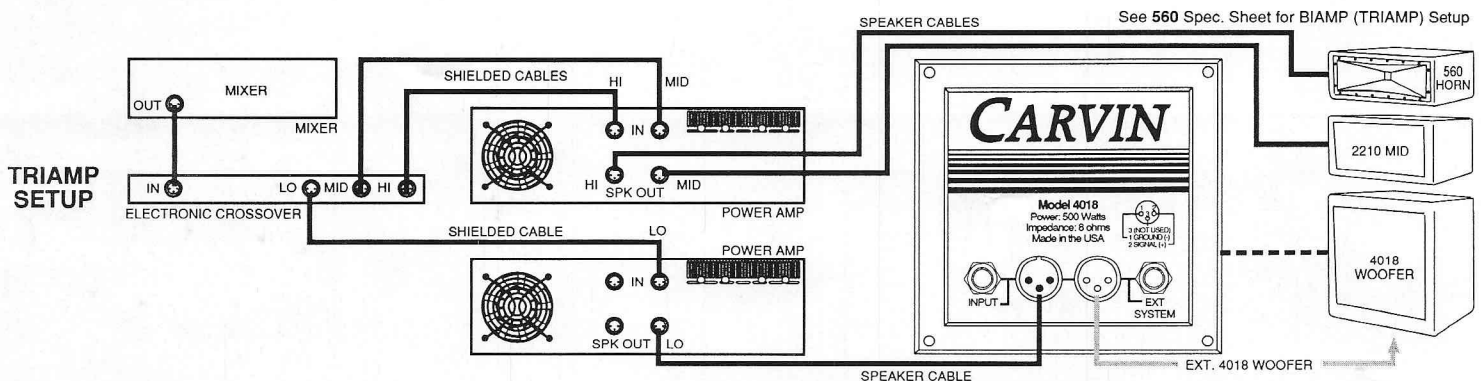 See 560 Spec. Sheet for BIAMP (TRIAMP) Setup
SPEAKER CABLES
SHIELDED CABLES
HI
MID
MIXER
OUT
MIXER
IN
560
HORN
CARVIN
TRIAMP
SETUP
IN
LO
MID
HI
ELECTRONIC CROSSOVER
HI
SPK OUT
MID
POWER AMP
2210 MID
Model 4018
Power: 500 Watts
Impedance: 8 ohms
Made in the USA
1
3
2
3 (NOT USED)
1 GROUND (-)
2 SIGNAL (+)
SHIELDED CABLE
LO
POWER AMP
IN
SPK OUT
LO
INPUT
EXT
SYSTEM
4018
WOOFER
EXT. 4018 WOOFER
SPEAKER CABLE